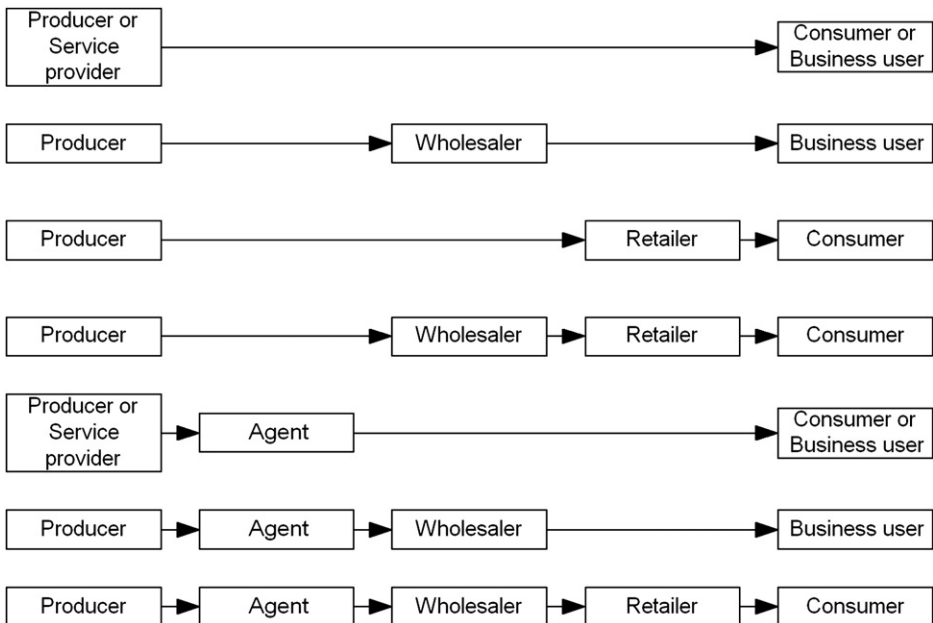 Producer or
Service
provider
Consumer or
Business user
Producer
Wholesaler
Business user
Producer
Retailer
Consumer
Producer
Wholesaler
Retailer
Consumer
Producer or
Service
provider
Agent
Consumer or
Business user
Producer
Agent
Wholesaler
Business user
Producer
Agent
Wholesaler
Retailer
Consumer